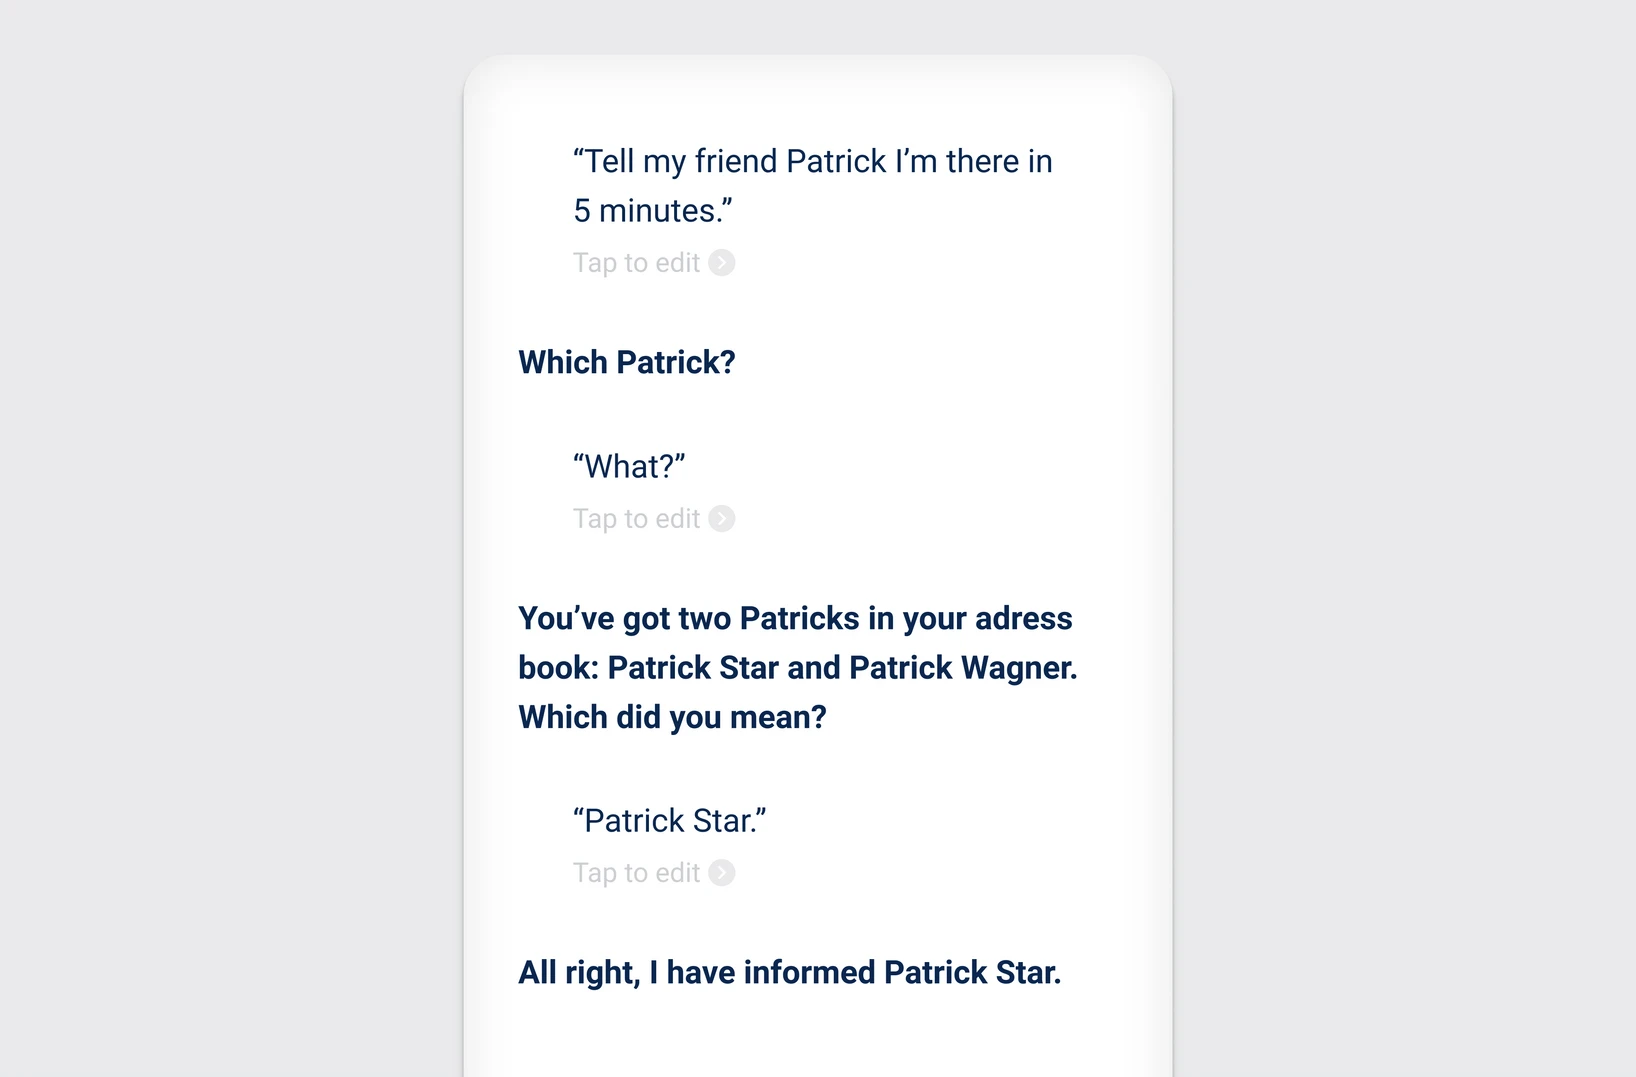 “Tell my friend Patrick I’m there in
5 minutes.”
Tap to edit
Which Patrick?
“What?”
Tap to edit
You’ve got two Patricks in your adress
book: Patrick Star and Patrick Wagner.
Which did you mean?
“Patrick Star.”
Tap to edit
All right, I have informed Patrick Star.